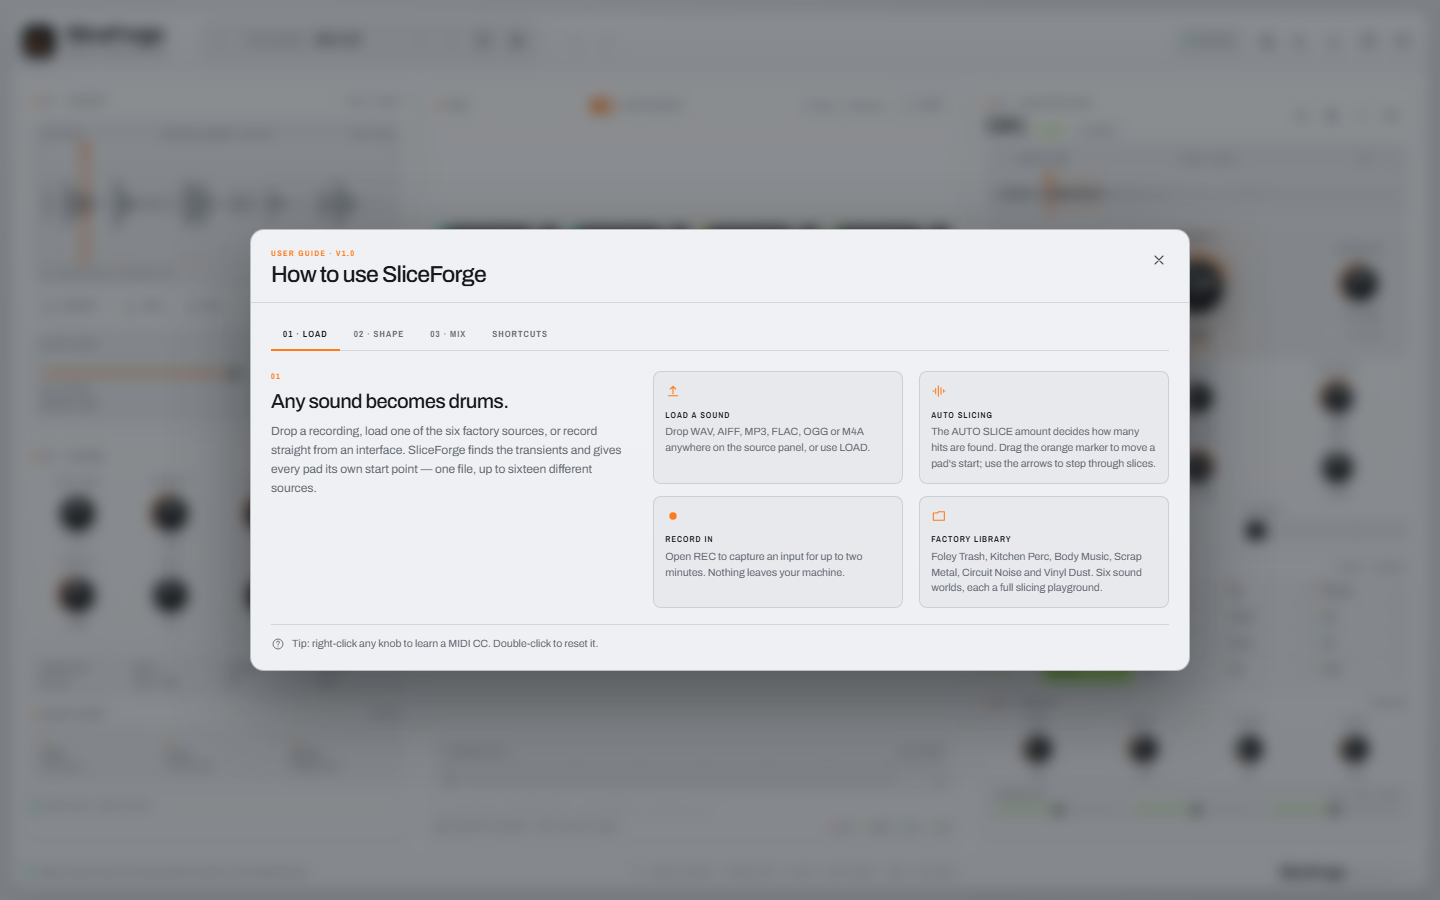 USER GUIDE · V1.0
How to use SliceForge
01 · LOAD
02 · SHAPE
03 · MIX
SHORTCUTS
01
Any sound becomes drums.
Drop a recording, load one of the six factory sources, or record
straight from an interface. SliceForge finds the transients and gives
every pad its own start point — one file, up to sixteen different
sources.
LOAD A SOUND
Drop WAV, AIFF, MP3, FLAC, OGG or M4A
anywhere on the source panel, or use LOAD.
AUTO SLICING
The AUTO SLICE amount decides how many
hits are found. Drag the orange marker to move a
pad's start; use the arrows to step through slices.
RECORD IN
Open REC to capture an input for up to two
minutes. Nothing leaves your machine.
FACTORY LIBRARY
Foley Trash, Kitchen Perc, Body Music, Scrap
Metal, Circuit Noise and Vinyl Dust. Six sound
worlds, each a full slicing playground.
Tip: right-click any knob to learn a MIDI CC. Double-click to reset it.